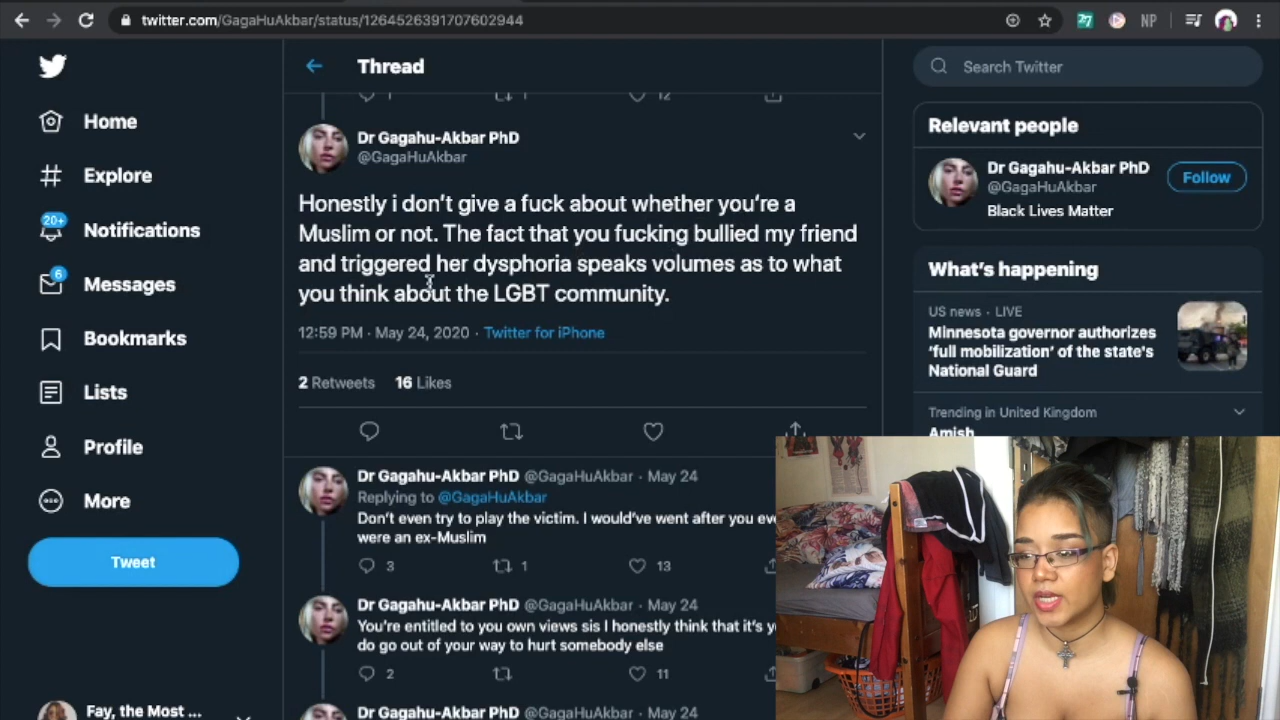 twitter.com/GagaHuAkbar/status/1264526391707602944
27
NP
Home
Explore
20+
Notifications
6
Messages
Bookmarks
Lists
Profile
More
Tweet
Fay, the Most ...
Thread
1
1
12
Dr Gagahu-Akbar PhD
@GagaHuAkbar
Honestly i don't give a fuck about whether you're a
Muslim or not. The fact that you fucking bullied my friend
and triggered her dysphoria speaks volumes as to what
you think about the LGBT community.
12:59 PM · May 24, 2020 · Twitter for iPhone
2 Retweets 16 Likes
Dr Gagahu-Akbar PhD @GagaHuAkbar · May 24
Replying to @GagaHuAkbar
Don't even try to play the victim. I would've went after you
were an ex-Muslim
3 1 13
Dr Gagahu-Akbar PhD @GagaHuAkbar · May 24
You're entitled to you own views sis I honestly think that it's
do go out of your way to hurt somebody else
2 11
Dr Gagahu-Akbar PhD @GagaHuAkbar · May 24
Search Twitter
Relevant people
Dr Gagahu-Akbar PhD
@GagaHuAkbar
Follow
Black Lives Matter
What's happening
US news · LIVE
Minnesota governor authorizes
'full mobilization' of the state's
National Guard
Trending in United Kingdom
Amish